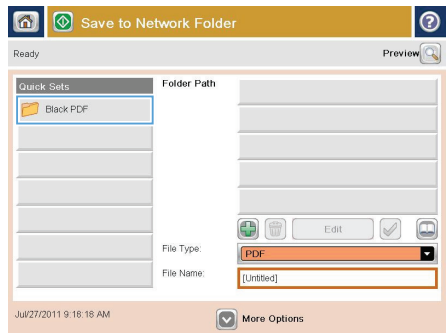 Save to Network Folder
Ready
Preview
Quick Sets
Folder Path
Black PDF
Edit
File Type:
PDF
File Name:
[Untitled]
Jul/27/2011 9:18:18 AM
More Options